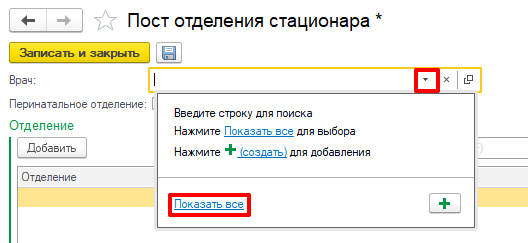 Пост отделения стационара *
Записать и закрыть
Врач:
Перинатальное отделение:
Введите строку для поиска
Нажмите Показать все для выбора
Нажмите (создать) для добавления
Отделение
Добавить
Отделение
Показать все